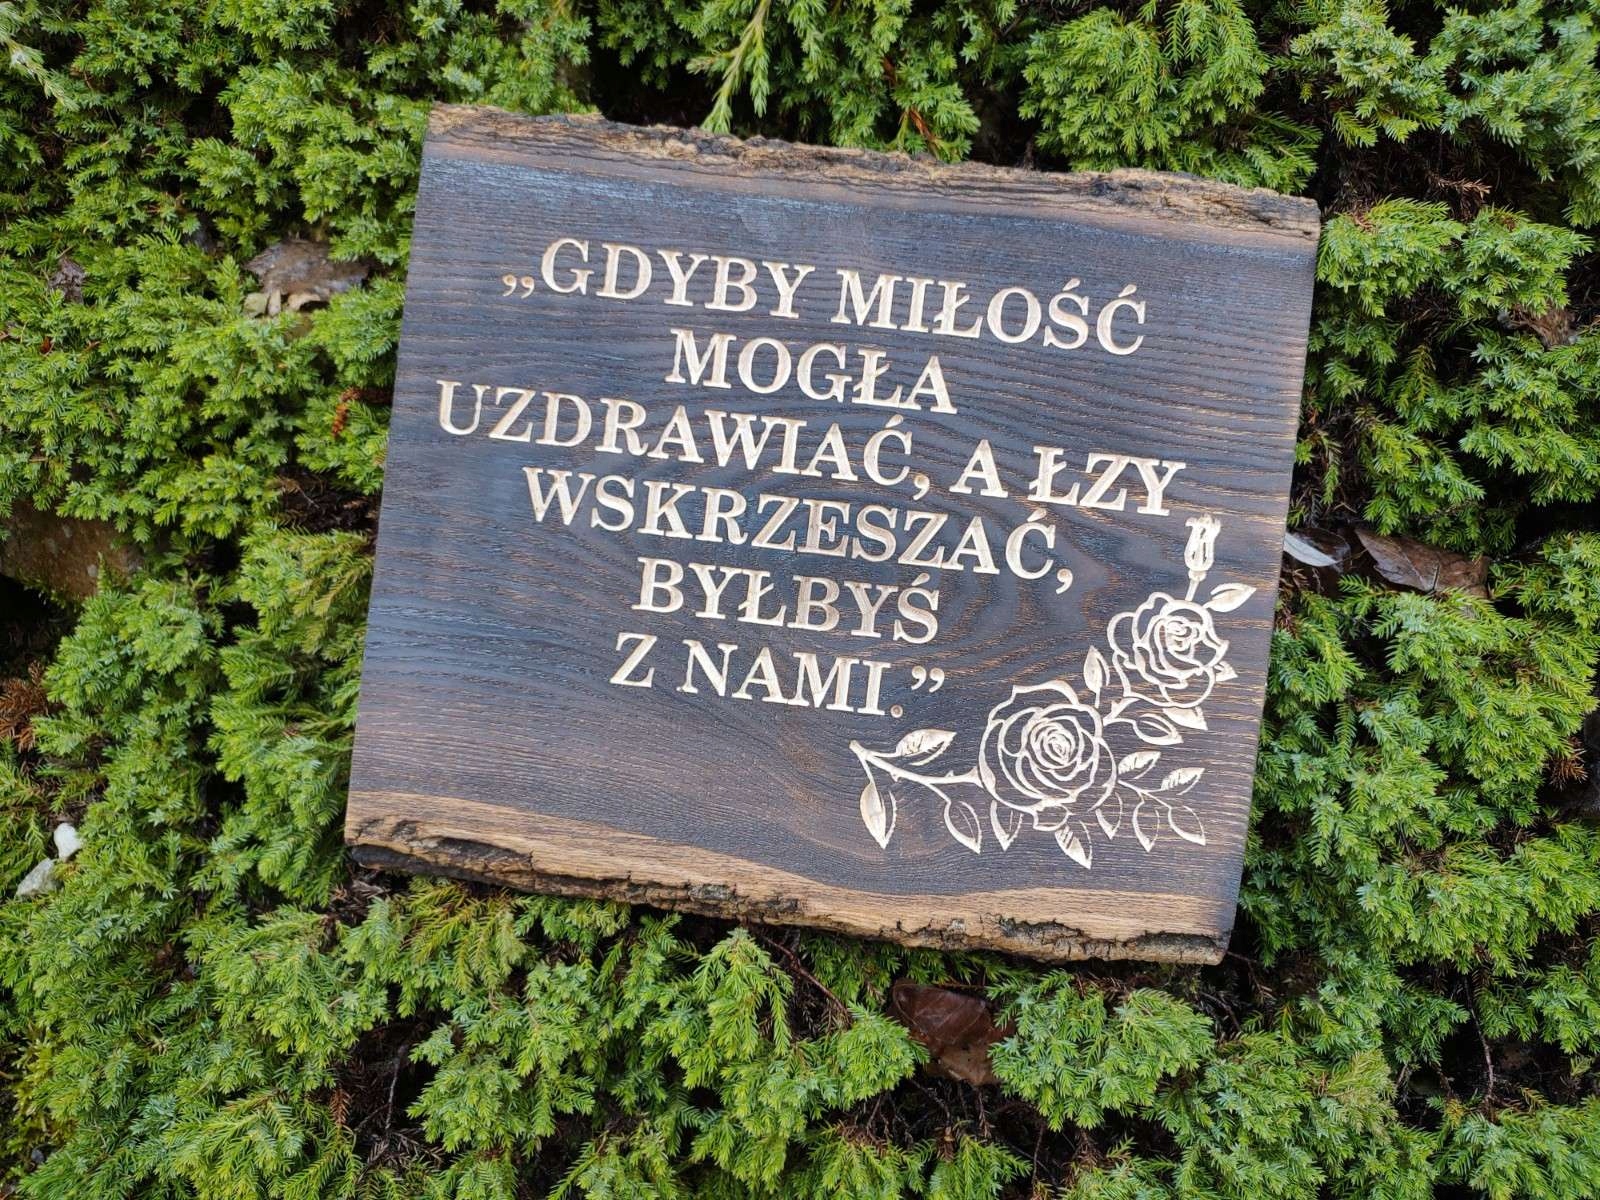 „GDYBY MIŁOŚĆ
MOGŁA
UZDRAWIAĆ, A ŁZY
WSKRZESZAĆ,
BYŁBYŚ
Z NAMI.”